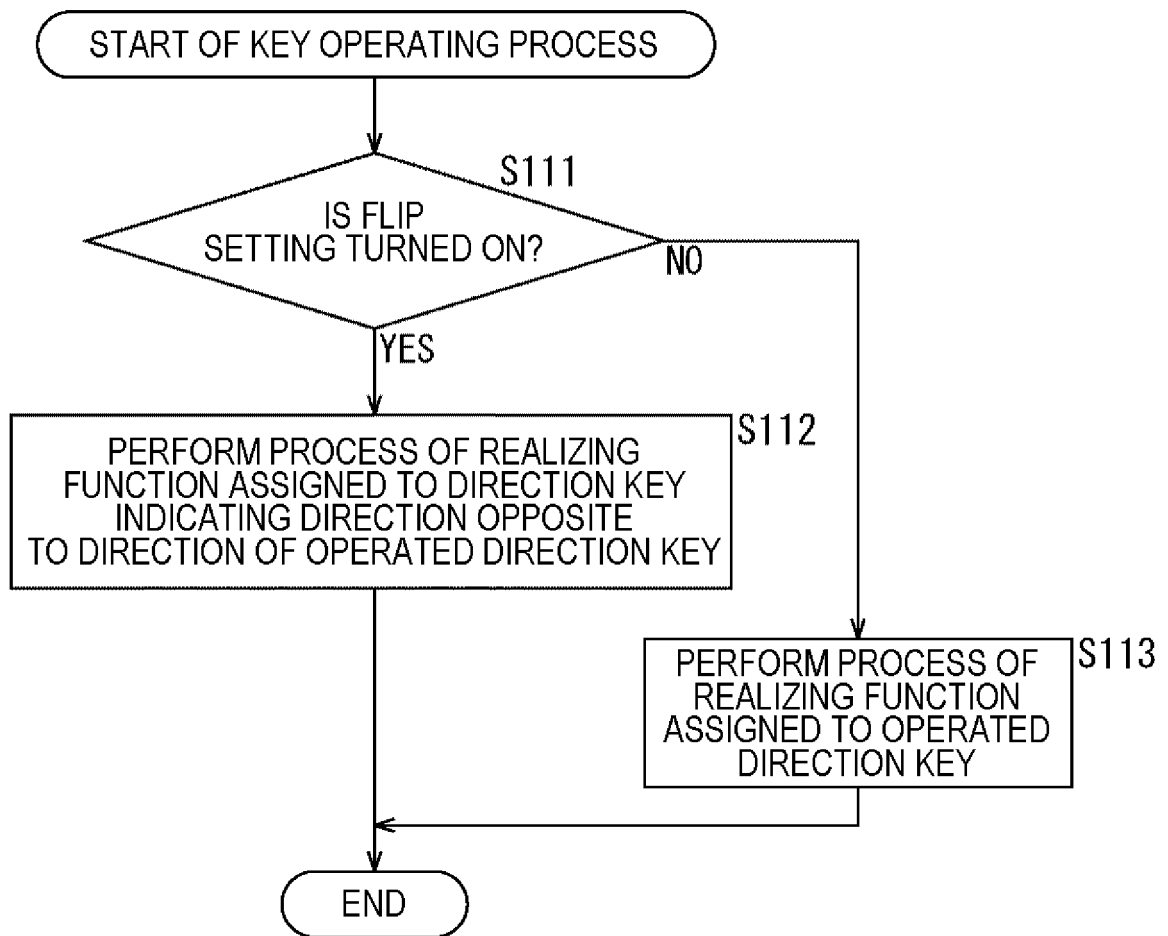 START OF KEY OPERATING PROCESS
S111
IS FLIP
SETTING TURNED ON?
NO
YES
S112
PERFORM PROCESS OF REALIZING
FUNCTION ASSIGNED TO DIRECTION KEY
INDICATING DIRECTION OPPOSITE
TO DIRECTION OF OPERATED DIRECTION KEY
S113
PERFORM PROCESS OF
REALIZING FUNCTION
ASSIGNED TO OPERATED
DIRECTION KEY
END